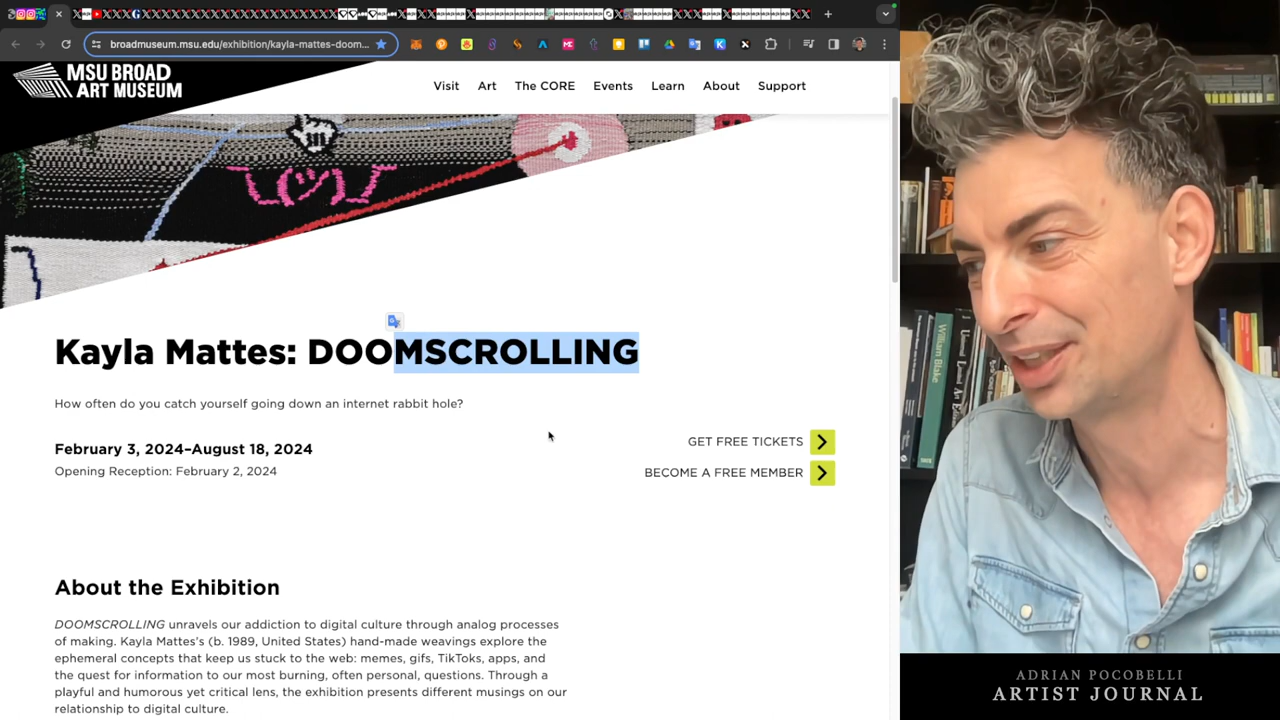 broadmuseum.msu.edu/exhibition/kayla-mattes-doom...
MSU BROAD
ART MUSEUM
Visit
Art
The CORE
Events
Learn
About
Support
Kayla Mattes: DOOMSCROLLING
How often do you catch yourself going down an internet rabbit hole?
February 3, 2024–August 18, 2024
Opening Reception: February 2, 2024
GET FREE TICKETS
BECOME A FREE MEMBER
About the Exhibition
DOOMSCROLLING unravels our addiction to digital culture through analog processes
of making. Kayla Mattes's (b. 1989, United States) hand-made weavings explore the
ephemeral concepts that keep us stuck to the web: memes, gifs, TikToks, apps, and
the quest for information to our most burning, often personal, questions. Through a
playful and humorous yet critical lens, the exhibition presents different musings on our
relationship to digital culture.
William Blake
ADRIAN POCOBELLI
ARTIST JOURNAL